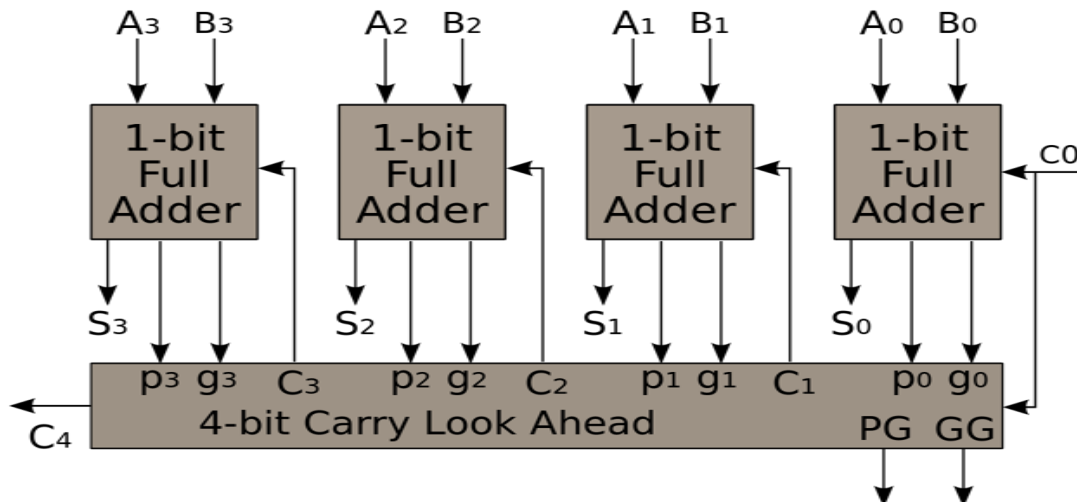 A3 B3 A2 B2 A1 B1 A0 B0
1-bit Full Adder
1-bit Full Adder
1-bit Full Adder
1-bit Full Adder
C0
S3 S2 S1 S0
p3 g3 C3 p2 g2 C2 p1 g1 C1 p0 g0
4-bit Carry Look Ahead
PG GG
C4